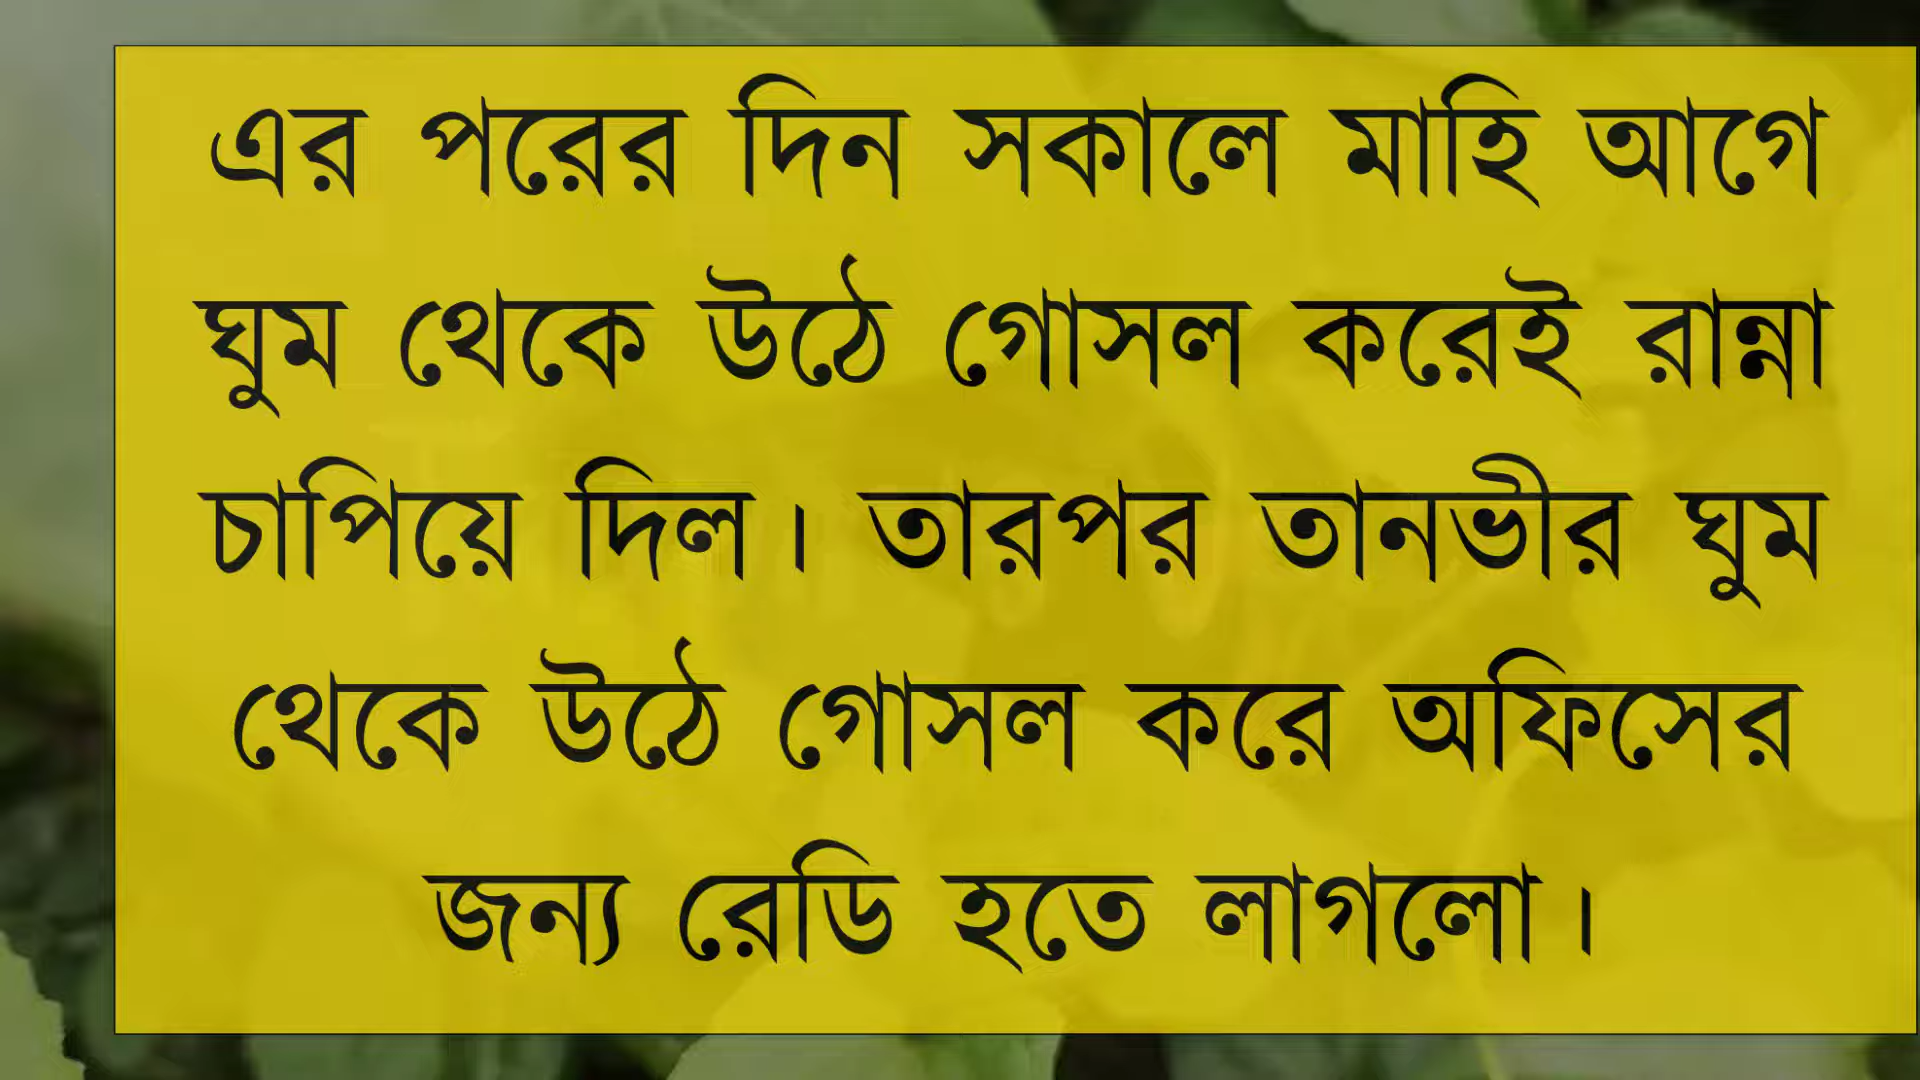 এর পরের দিন সকালে মাহি আগে
ঘুম থেকে উঠে গোসল করেই রান্না
চাপিয়ে দিল। তারপর তানভীর ঘুম
থেকে উঠে গোসল করে অফিসের
জন্য রেডি হতে লাগলো।